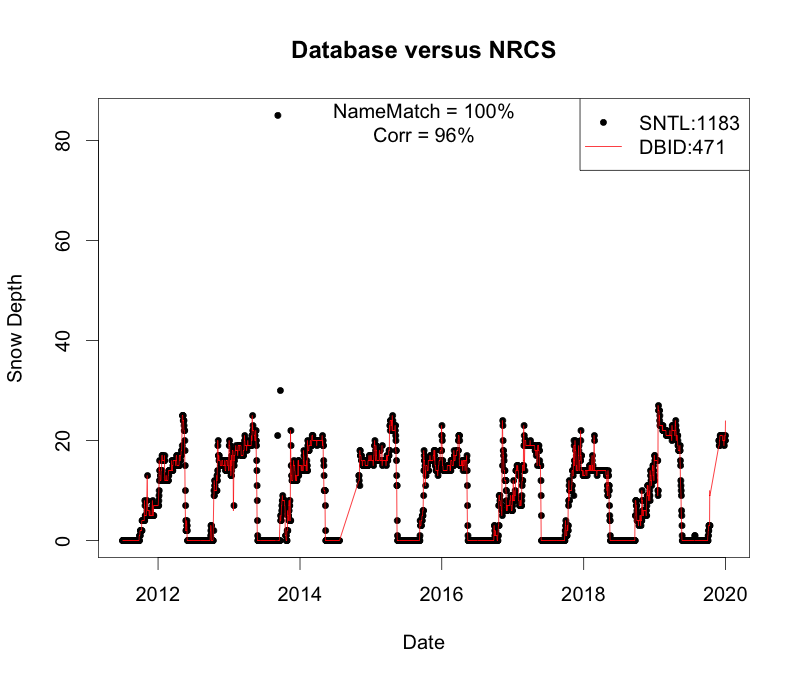 Database versus NRCS
NameMatch = 100%
Corr = 96%
SNTL:1183
DBID:471
Snow Depth
80
60
40
20
0
2012
2014
2016
2018
2020
Date